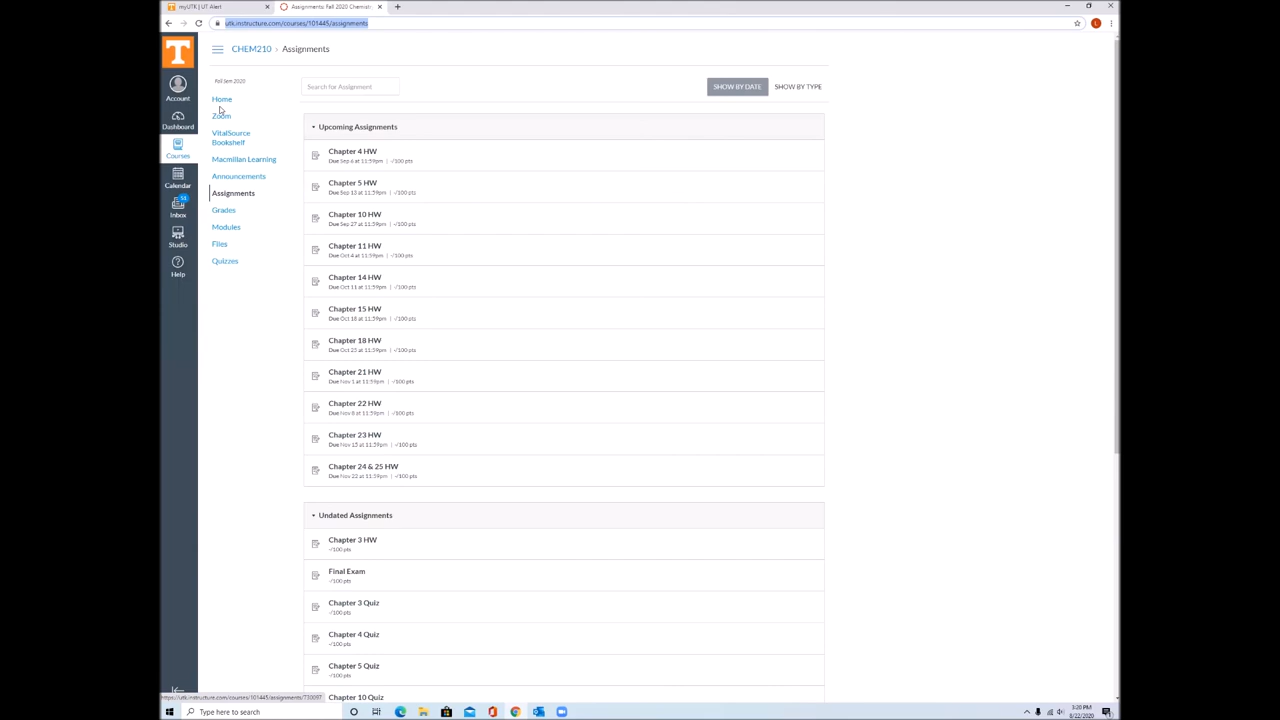 myUTK | UT Alert
Assignments: Fall 2020 Chemistr
utk.instructure.com/courses/101445/assignments
L
CHEM210 › Assignments
T
Account
Dashboard
Courses
Calendar
51
Inbox
Studio
Help
Fall Sem 2020
Home
Zoom
VitalSource
Bookshelf
Macmillan Learning
Announcements
Assignments
Grades
Modules
Files
Quizzes
Search for Assignment
SHOW BY DATE
SHOW BY TYPE
Upcoming Assignments
Chapter 4 HW
Due Sep 6 at 11:59pm | -/100 pts
Chapter 5 HW
Due Sep 13 at 11:59pm | -/100 pts
Chapter 10 HW
Due Sep 27 at 11:59pm | -/100 pts
Chapter 11 HW
Due Oct 4 at 11:59pm | -/100 pts
Chapter 14 HW
Due Oct 11 at 11:59pm | -/100 pts
Chapter 15 HW
Due Oct 18 at 11:59pm | -/100 pts
Chapter 18 HW
Due Oct 25 at 11:59pm | -/100 pts
Chapter 21 HW
Due Nov 1 at 11:59pm | -/100 pts
Chapter 22 HW
Due Nov 8 at 11:59pm | -/100 pts
Chapter 23 HW
Due Nov 15 at 11:59pm | -/100 pts
Chapter 24 & 25 HW
Due Nov 22 at 11:59pm | -/100 pts
Undated Assignments
Chapter 3 HW
-/100 pts
Final Exam
-/100 pts
Chapter 3 Quiz
-/100 pts
Chapter 4 Quiz
-/100 pts
Chapter 5 Quiz
-/100 pts
Chapter 10 Quiz
https://utk.instructure.com/courses/101445/assignments/730097
Type here to search
3:20 PM
8/22/2020